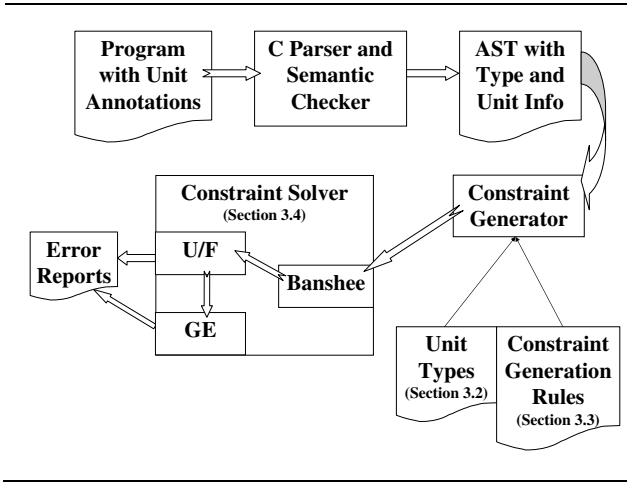 Program
with Unit
Annotations
C Parser and
Semantic
Checker
AST with
Type and
Unit Info
Constraint Solver
(Section 3.4)
U/F
Banshee
GE
Error
Reports
Constraint
Generator
Unit
Types
(Section 3.2)
Constraint
Generation
Rules
(Section 3.3)